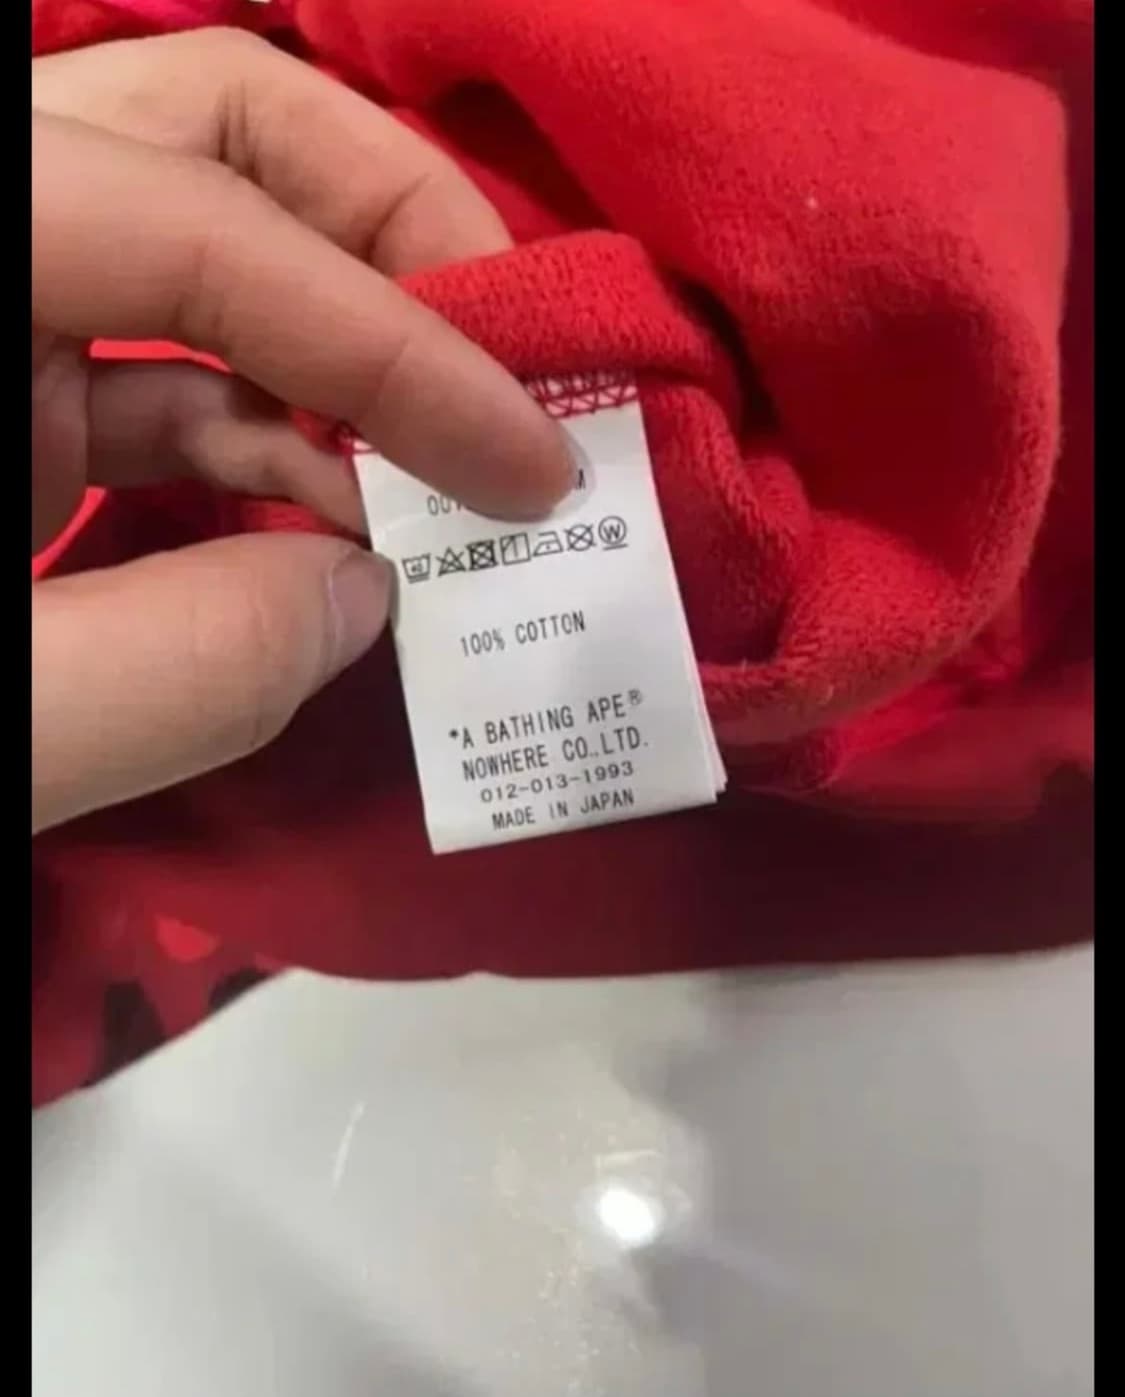 100% COTTON
*A BATHING APE®
NOWHERE CO.,LTD.
012-013-1993
MADE IN JAPAN